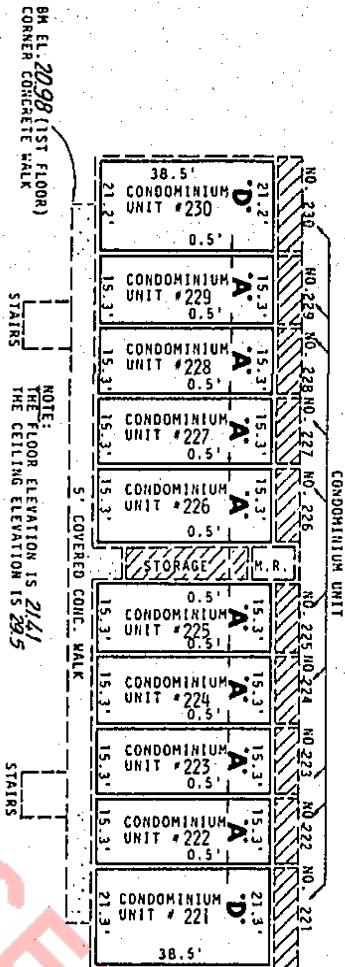 BM EL. 20.98 (1ST FLOOR)
CORNER CONCRETE WALK
38.5'
CONDOMINIUM
UNIT #230
"D"
21.2'
21.2'
0.5'
NO. 230
CONDOMINIUM
UNIT #229
"A"
15.3'
15.3'
0.5'
NO. 229
CONDOMINIUM
UNIT #228
"A"
15.3'
15.3'
0.5'
NO. 228
CONDOMINIUM
UNIT #227
"A"
15.3'
15.3'
0.5'
NO. 227
CONDOMINIUM
UNIT #226
"A"
15.3'
15.3'
0.5'
NO. 226
CONDOMINIUM UNIT
STORAGE
M.R.
0.5'
CONDOMINIUM
UNIT #225
"A"
15.3'
15.3'
0.5'
NO. 225
CONDOMINIUM
UNIT #224
"A"
15.3'
15.3'
0.5'
NO. 224
CONDOMINIUM
UNIT #223
"A"
15.3'
15.3'
0.5'
NO. 223
CONDOMINIUM
UNIT #222
"A"
15.3'
15.3'
0.5'
NO. 222
CONDOMINIUM
UNIT #221
"D"
21.3'
21.3'
38.5'
NO. 221
5' COVERED CONC. WALK
STAIRS
STAIRS
NOTE:
THE FLOOR ELEVATION IS 21.41
THE CEILING ELEVATION IS 29.5